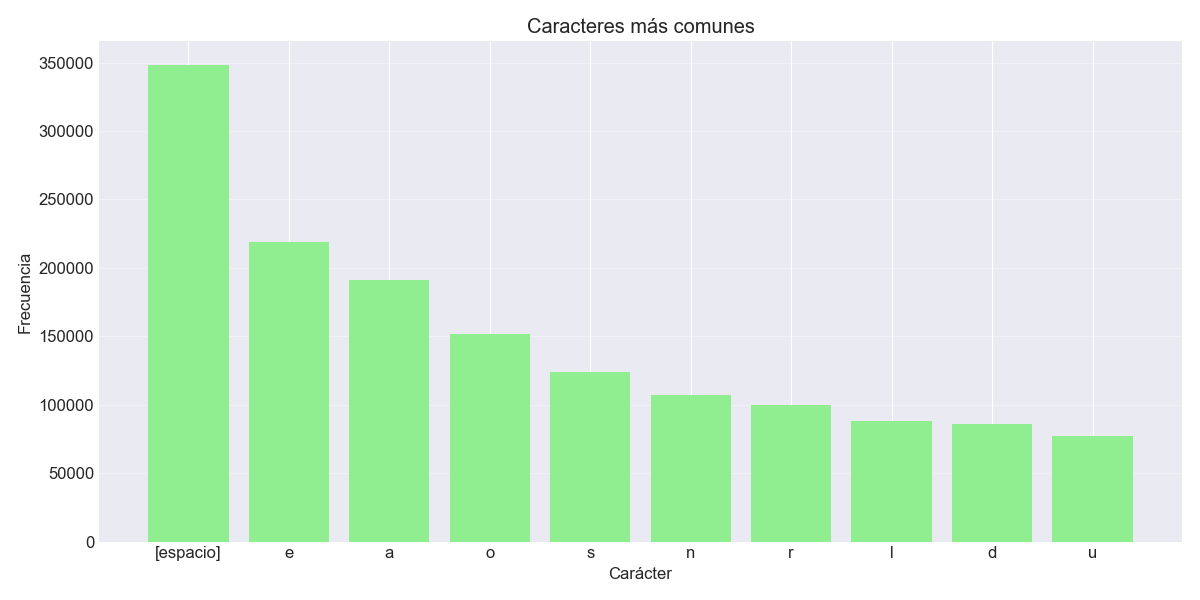 Caracteres más comunes
350000
300000
250000
200000
150000
100000
50000
0
Frecuencia
[espacio] e a o s n r l d u
Carácter